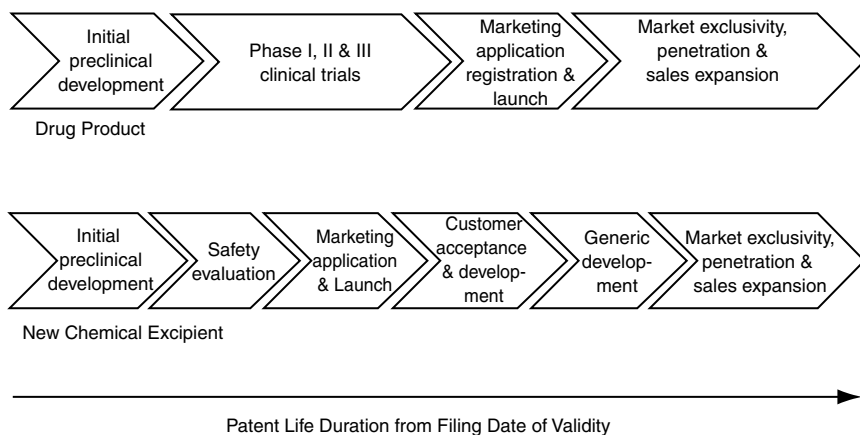 Initial
preclinical
development
Phase I, II & III
clinical trials
Marketing
application
registration &
launch
Market exclusivity,
penetration &
sales expansion
Drug Product
Initial
preclinical
development
Safety
evaluation
Marketing
application
& Launch
Customer
acceptance
& develop-
ment
Generic
develop-
ment
Market exclusivity,
penetration &
sales expansion
New Chemical Excipient
Patent Life Duration from Filing Date of Validity